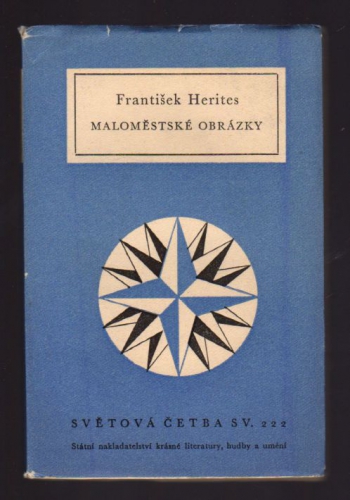 František Herites
MALOMĚSTSKÉ OBRÁZKY
SVĚTOVÁ ČETBA SV. 222
Státní nakladatelství krásné literatury, hudby a umění